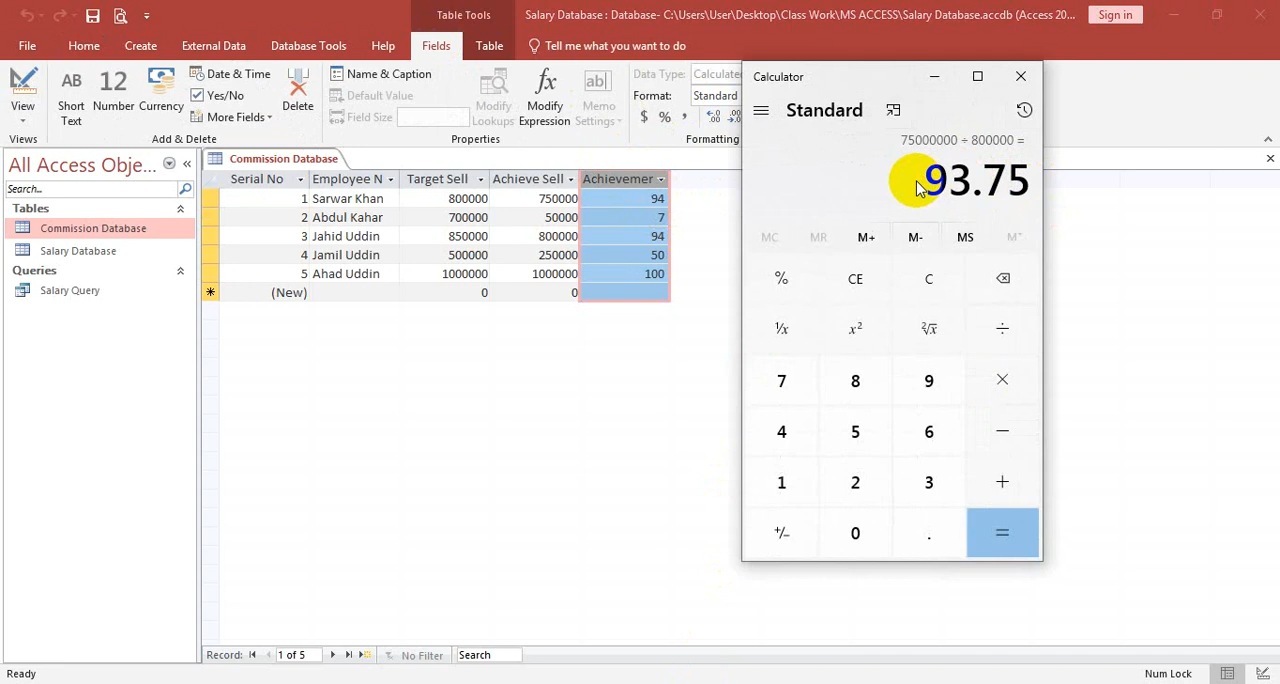 Table Tools
Salary Database : Database- C:\Users\User\Desktop\Class Work\MS ACCESS\Salary Database.accdb (Access 20...
Sign in
File Home Create External Data Database Tools Help Fields Table Tell me what you want to do
View
Views
AB Short Text
12 Number
Currency
Date & Time
Yes/No
More Fields
Delete
Add & Delete
Name & Caption
Default Value
Field Size
Modify Lookups
fx Modify Expression
ab Memo Settings
Properties
Data Type: Calculate
Format: Standard
$ % ,
Formatting
All Access Obje...
Search...
Tables
Commission Database
Salary Database
Queries
Salary Query
Commission Database
Serial No Employee N Target Sell Achieve Sell Achievemer
1 Sarwar Khan 800000 750000 94
2 Abdul Kahar 700000 50000 7
3 Jahid Uddin 850000 800000 94
4 Jamil Uddin 500000 250000 50
5 Ahad Uddin 1000000 1000000 100
(New) 0 0
Calculator
Standard
75000000 ÷ 800000 =
93.75
MC MR M+ M- MS M˅
% CE C
¹/x x² ²√x ÷
7 8 9 ×
4 5 6 −
1 2 3 +
+/− 0 . =
Record: 1 of 5 No Filter Search
Ready
Num Lock